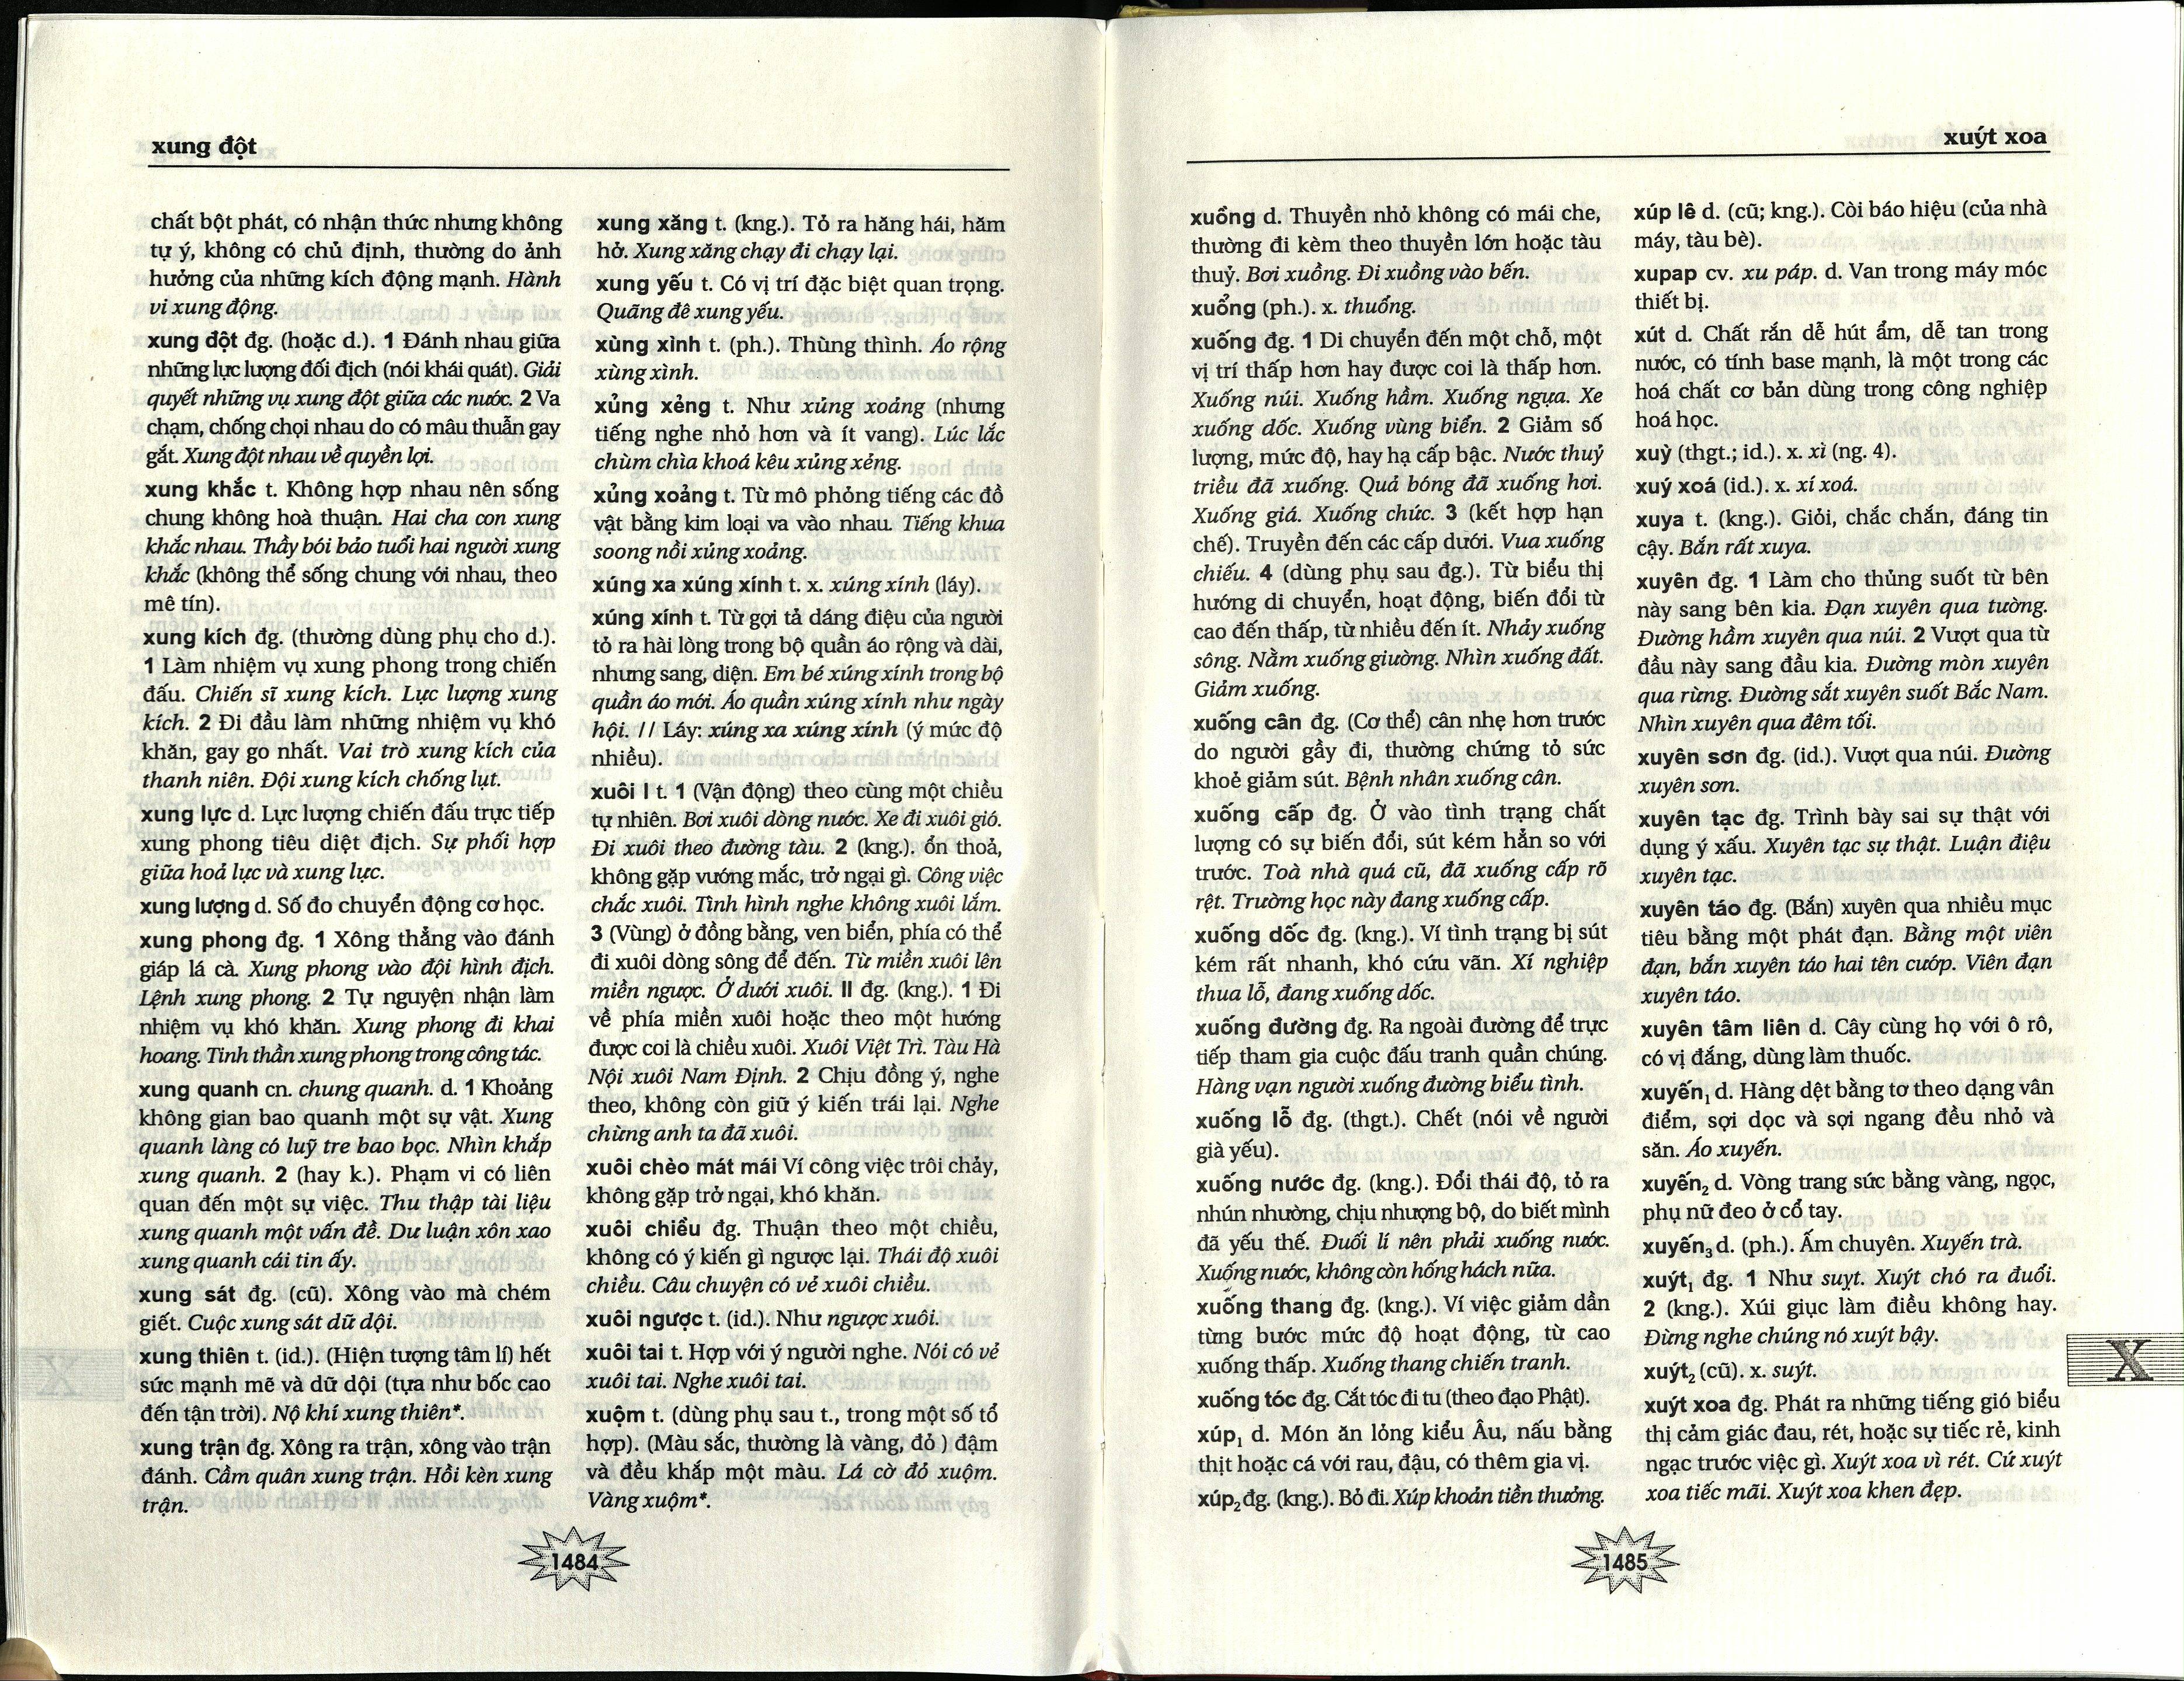 xung đột
chất bột phát, có nhận thức nhưng không
tự ý, không có chủ định, thường do ảnh
hưởng của những kích động mạnh. Hành
vi xung động.
xung đột đg. (hoặc d.). 1 Đánh nhau giữa
những lực lượng đối địch (nói khái quát). Giải
quyết những vụ xung đột giữa các nước. 2 Va
chạm, chống chọi nhau do có mâu thuẫn gay
gắt. Xung đột nhau về quyền lợi.
xung khắc t. Không hợp nhau nên sống
chung không hoà thuận. Hai cha con xung
khắc nhau. Thầy bói bảo tuổi hai người xung
khắc (không thể sống chung với nhau, theo
mê tín).
xung kích đg. (thường dùng phụ cho d.).
1 Làm nhiệm vụ xung phong trong chiến
đấu. Chiến sĩ xung kích. Lực lượng xung
kích. 2 Đi đầu làm những nhiệm vụ khó
khăn, gay go nhất. Vai trò xung kích của
thanh niên. Đội xung kích chống lụt.
xung lực d. Lực lượng chiến đấu trực tiếp
xung phong tiêu diệt địch. Sự phối hợp
giữa hoả lực và xung lực.
xung lượng d. Số đo chuyển động cơ học.
xung phong đg. 1 Xông thẳng vào đánh
giáp lá cà. Xung phong vào đội hình địch.
Lệnh xung phong. 2 Tự nguyện nhận làm
nhiệm vụ khó khăn. Xung phong đi khai
hoang. Tinh thần xung phong trong công tác.
xung quanh cn. chung quanh. d. 1 Khoảng
không gian bao quanh một sự vật. Xung
quanh làng có luỹ tre bao bọc. Nhìn khắp
xung quanh. 2 (hay k.). Phạm vi có liên
quan đến một sự việc. Thu thập tài liệu
xung quanh một vấn đề. Dư luận xôn xao
xung quanh cái tin ấy.
xung sát đg. (cũ). Xông vào mà chém
giết. Cuộc xung sát dữ dội.
xung thiên t. (id.). (Hiện tượng tâm lí) hết
sức mạnh mẽ và dữ dội (tựa như bốc cao
đến tận trời). Nộ khí xung thiên*.
xung trận đg. Xông ra trận, xông vào trận
đánh. Cầm quân xung trận. Hồi kèn xung
trận.
xung xăng t. (kng.). Tỏ ra hăng hái, hăm
hở. Xung xăng chạy đi chạy lại.
xung yếu t. Có vị trí đặc biệt quan trọng.
Quãng đê xung yếu.
xùng xình t. (ph.). Thùng thình. Áo rộng
xùng xình.
xủng xẻng t. Như xủng xoảng (nhưng
tiếng nghe nhỏ hơn và ít vang). Lúc lắc
chùm chìa khoá kêu xủng xẻng.
xủng xoảng t. Từ mô phỏng tiếng các đồ
vật bằng kim loại va vào nhau. Tiếng khua
soong nồi xủng xoảng.
xúng xa xúng xính t. x. xúng xính (láy).
xúng xính t. Từ gợi tả dáng điệu của người
tỏ ra hài lòng trong bộ quần áo rộng và dài,
nhưng sang, diện. Em bé xúng xính trong bộ
quần áo mới. Áo quần xúng xính như ngày
hội. // Láy: xúng xa xúng xính (ý mức độ
nhiều).
xuôi I t. 1 (Vận động) theo cùng một chiều
tự nhiên. Bơi xuôi dòng nước. Xe đi xuôi gió.
Đi xuôi theo đường tàu. 2 (kng.). ổn thoả,
không gặp vướng mắc, trở ngại gì. Công việc
chắc xuôi. Tình hình nghe không xuôi lắm.
3 (Vùng) ở đồng bằng, ven biển, phía có thể
đi xuôi dòng sông để đến. Từ miền xuôi lên
miền ngược. Ở dưới xuôi. II đg. (kng.). 1 Đi
về phía miền xuôi hoặc theo một hướng
được coi là chiều xuôi. Xuôi Việt Trì. Tàu Hà
Nội xuôi Nam Định. 2 Chịu đồng ý, nghe
theo, không còn giữ ý kiến trái lại. Nghe
chừng anh ta đã xuôi.
xuôi chèo mát mái Ví công việc trôi chảy,
không gặp trở ngại, khó khăn.
xuôi chiều đg. Thuận theo một chiều,
không có ý kiến gì ngược lại. Thái độ xuôi
chiều. Câu chuyện có vẻ xuôi chiều.
xuôi ngược t. (id.). Như ngược xuôi.
xuôi tai t. Hợp với ý người nghe. Nói có vẻ
xuôi tai. Nghe xuôi tai.
xuộm t. (dùng phụ sau t., trong một số tổ
hợp). (Màu sắc, thường là vàng, đỏ ) đậm
và đều khắp một màu. Lá cờ đỏ xuộm.
Vàng xuộm*.
1484
xuýt xoa
xuồng d. Thuyền nhỏ không có mái che,
thường đi kèm theo thuyền lớn hoặc tàu
thuỷ. Bơi xuồng. Đi xuồng vào bến.
xuổng (ph.). x. thuổng.
xuống đg. 1 Di chuyển đến một chỗ, một
vị trí thấp hơn hay được coi là thấp hơn.
Xuống núi. Xuống hầm. Xuống ngựa. Xe
xuống dốc. Xuống vùng biển. 2 Giảm số
lượng, mức độ, hay hạ cấp bậc. Nước thuỷ
triều đã xuống. Quả bóng đã xuống hơi.
Xuống giá. Xuống chức. 3 (kết hợp hạn
chế). Truyền đến các cấp dưới. Vua xuống
chiếu. 4 (dùng phụ sau đg.). Từ biểu thị
hướng di chuyển, hoạt động, biến đổi từ
cao đến thấp, từ nhiều đến ít. Nhảy xuống
sông. Nằm xuống giường. Nhìn xuống đất.
Giảm xuống.
xuống cân đg. (Cơ thể) cân nhẹ hơn trước
do người gầy đi, thường chứng tỏ sức
khoẻ giảm sút. Bệnh nhân xuống cân.
xuống cấp đg. Ở vào tình trạng chất
lượng có sự biến đổi, sút kém hẳn so với
trước. Toà nhà quá cũ, đã xuống cấp rõ
rệt. Trường học này đang xuống cấp.
xuống dốc đg. (kng.). Ví tình trạng bị sút
kém rất nhanh, khó cứu vãn. Xí nghiệp
thua lỗ, đang xuống dốc.
xuống đường đg. Ra ngoài đường để trực
tiếp tham gia cuộc đấu tranh quần chúng.
Hàng vạn người xuống đường biểu tình.
xuống lỗ đg. (thgt.). Chết (nói về người
già yếu).
xuống nước đg. (kng.). Đổi thái độ, tỏ ra
nhún nhường, chịu nhượng bộ, do biết mình
đã yếu thế. Đuối lí nên phải xuống nước.
Xuống nước, không còn hống hách nữa.
xuống thang đg. (kng.). Ví việc giảm dần
từng bước mức độ hoạt động, từ cao
xuống thấp. Xuống thang chiến tranh.
xuống tóc đg. Cắt tóc đi tu (theo đạo Phật).
xúp₁ d. Món ăn lỏng kiểu Âu, nấu bằng
thịt hoặc cá với rau, đậu, có thêm gia vị.
xúp₂ đg. (kng.). Bỏ đi. Xúp khoản tiền thưởng.
xúp lê d. (cũ; kng.). Còi báo hiệu (của nhà
máy, tàu bè).
xupap cv. xu páp. d. Van trong máy móc
thiết bị.
xút d. Chất rắn dễ hút ẩm, dễ tan trong
nước, có tính base mạnh, là một trong các
hoá chất cơ bản dùng trong công nghiệp
hoá học.
xuỳ (thgt.; id.). x. xì (ng. 4).
xuý xoá (id.). x. xí xoá.
xuya t. (kng.). Giỏi, chắc chắn, đáng tin
cậy. Bắn rất xuya.
xuyên đg. 1 Làm cho thủng suốt từ bên
này sang bên kia. Đạn xuyên qua tường.
Đường hầm xuyên qua núi. 2 Vượt qua từ
đầu này sang đầu kia. Đường mòn xuyên
qua rừng. Đường sắt xuyên suốt Bắc Nam.
Nhìn xuyên qua đêm tối.
xuyên sơn đg. (id.). Vượt qua núi. Đường
xuyên sơn.
xuyên tạc đg. Trình bày sai sự thật với
dụng ý xấu. Xuyên tạc sự thật. Luận điệu
xuyên tạc.
xuyên táo đg. (Bắn) xuyên qua nhiều mục
tiêu bằng một phát đạn. Bằng một viên
đạn, bắn xuyên táo hai tên cướp. Viên đạn
xuyên táo.
xuyên tâm liên d. Cây cùng họ với ô rô,
có vị đắng, dùng làm thuốc.
xuyến₁ d. Hàng dệt bằng tơ theo dạng vân
điểm, sợi dọc và sợi ngang đều nhỏ và
săn. Áo xuyến.
xuyến₂ d. Vòng trang sức bằng vàng, ngọc,
phụ nữ đeo ở cổ tay.
xuyến₃ d. (ph.). Ấm chuyên. Xuyến trà.
xuýt₁ đg. 1 Như suỵt. Xuýt chó ra đuổi.
2 (kng.). Xúi giục làm điều không hay.
Đừng nghe chúng nó xuýt bậy.
xuýt₂ (cũ). x. suýt.
xuýt xoa đg. Phát ra những tiếng gió biểu
thị cảm giác đau, rét, hoặc sự tiếc rẻ, kinh
ngạc trước việc gì. Xuýt xoa vì rét. Cứ xuýt
xoa tiếc mãi. Xuýt xoa khen đẹp.
X
1485